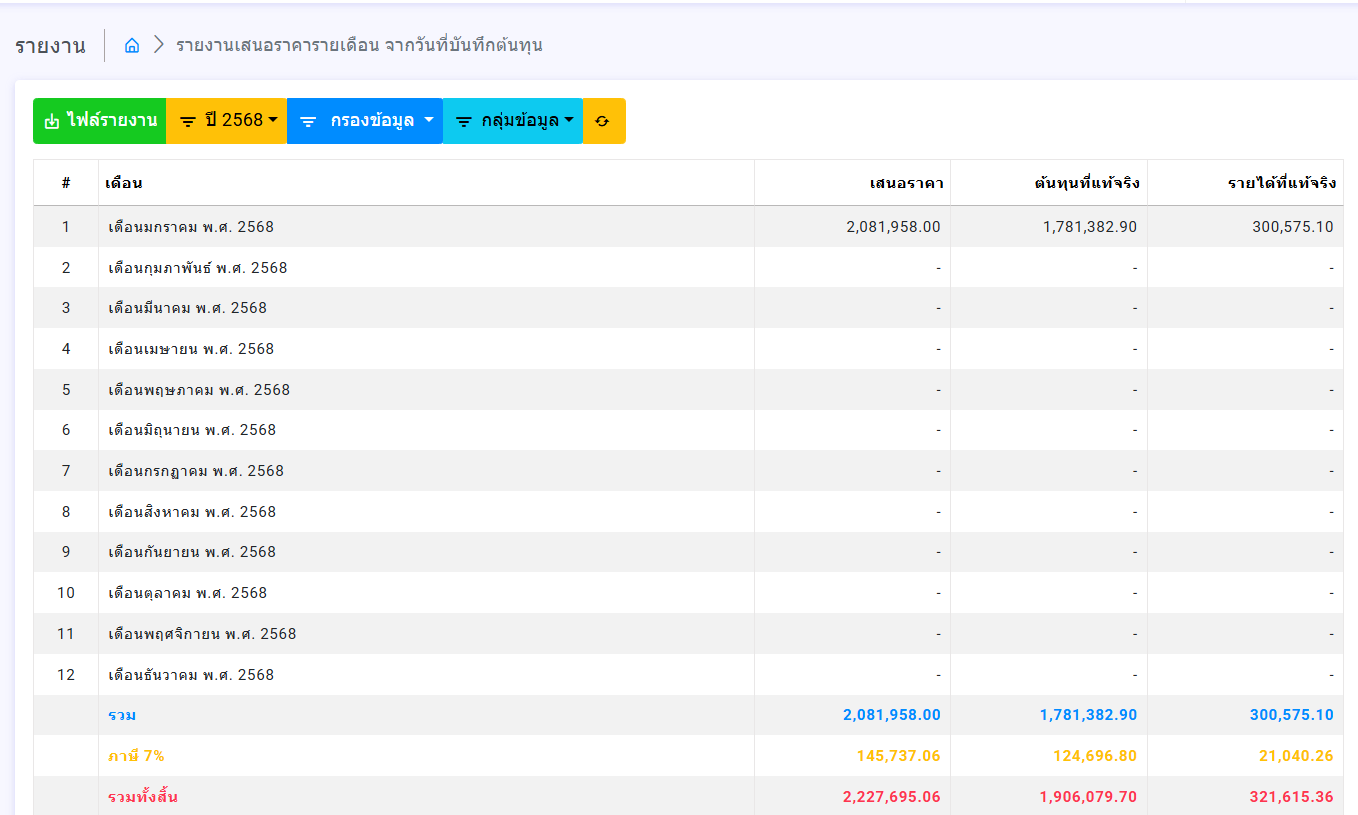 รายงาน รายงานเสนอราคารายเดือน จากวันที่บันทึกต้นทุน
ไฟล์รายงาน ปี 2568 กรองข้อมูล กลุ่มข้อมูล
# เดือน เสนอราคา ต้นทุนที่แท้จริง รายได้ที่แท้จริง
1 เดือนมกราคม พ.ศ. 2568 2,081,958.00 1,781,382.90 300,575.10
2 เดือนกุมภาพันธ์ พ.ศ. 2568 - - -
3 เดือนมีนาคม พ.ศ. 2568 - - -
4 เดือนเมษายน พ.ศ. 2568 - - -
5 เดือนพฤษภาคม พ.ศ. 2568 - - -
6 เดือนมิถุนายน พ.ศ. 2568 - - -
7 เดือนกรกฎาคม พ.ศ. 2568 - - -
8 เดือนสิงหาคม พ.ศ. 2568 - - -
9 เดือนกันยายน พ.ศ. 2568 - - -
10 เดือนตุลาคม พ.ศ. 2568 - - -
11 เดือนพฤศจิกายน พ.ศ. 2568 - - -
12 เดือนธันวาคม พ.ศ. 2568 - - -
รวม 2,081,958.00 1,781,382.90 300,575.10
ภาษี 7% 145,737.06 124,696.80 21,040.26
รวมทั้งสิ้น 2,227,695.06 1,906,079.70 321,615.36